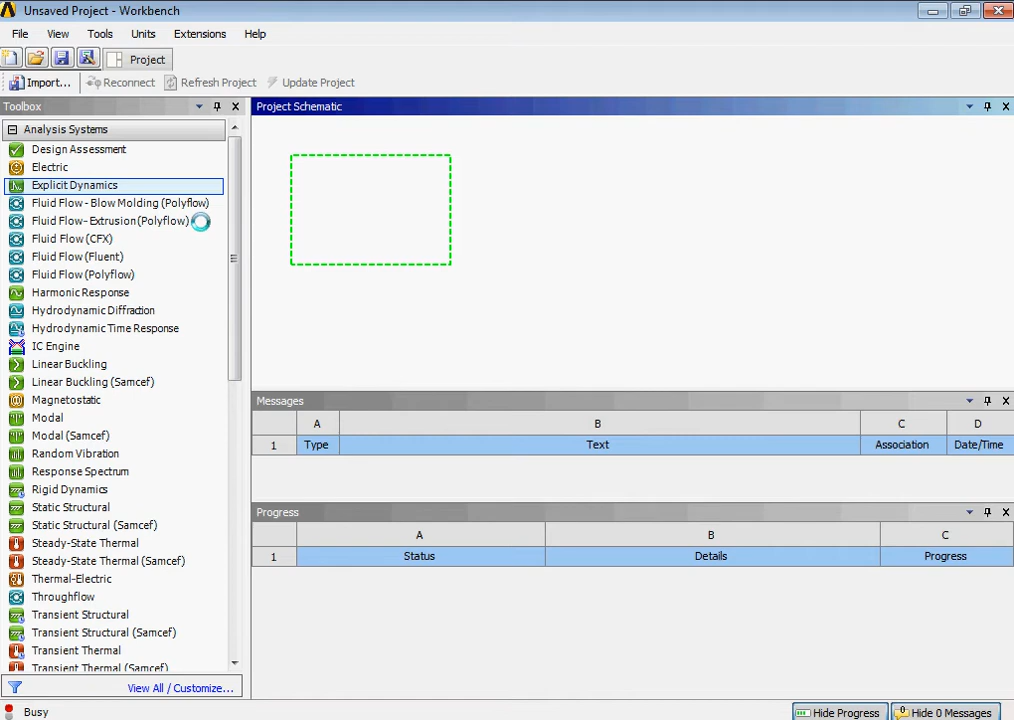 Unsaved Project - Workbench
File View Tools Units Extensions Help
Project
Import... Reconnect Refresh Project Update Project
Toolbox
Project Schematic
Analysis Systems
Design Assessment
Electric
Explicit Dynamics
Fluid Flow - Blow Molding (Polyflow)
Fluid Flow- Extrusion (Polyflow)
Fluid Flow (CFX)
Fluid Flow (Fluent)
Fluid Flow (Polyflow)
Harmonic Response
Hydrodynamic Diffraction
Hydrodynamic Time Response
IC Engine
Linear Buckling
Linear Buckling (Samcef)
Magnetostatic
Modal
Modal (Samcef)
Random Vibration
Response Spectrum
Rigid Dynamics
Static Structural
Static Structural (Samcef)
Steady-State Thermal
Steady-State Thermal (Samcef)
Thermal-Electric
Throughflow
Transient Structural
Transient Structural (Samcef)
Transient Thermal
Transient Thermal (Samcef)
View All / Customize...
Messages
A B C D
1 Type Text Association Date/Time
Progress
A B C
1 Status Details Progress
Busy
Hide Progress
Hide 0 Messages